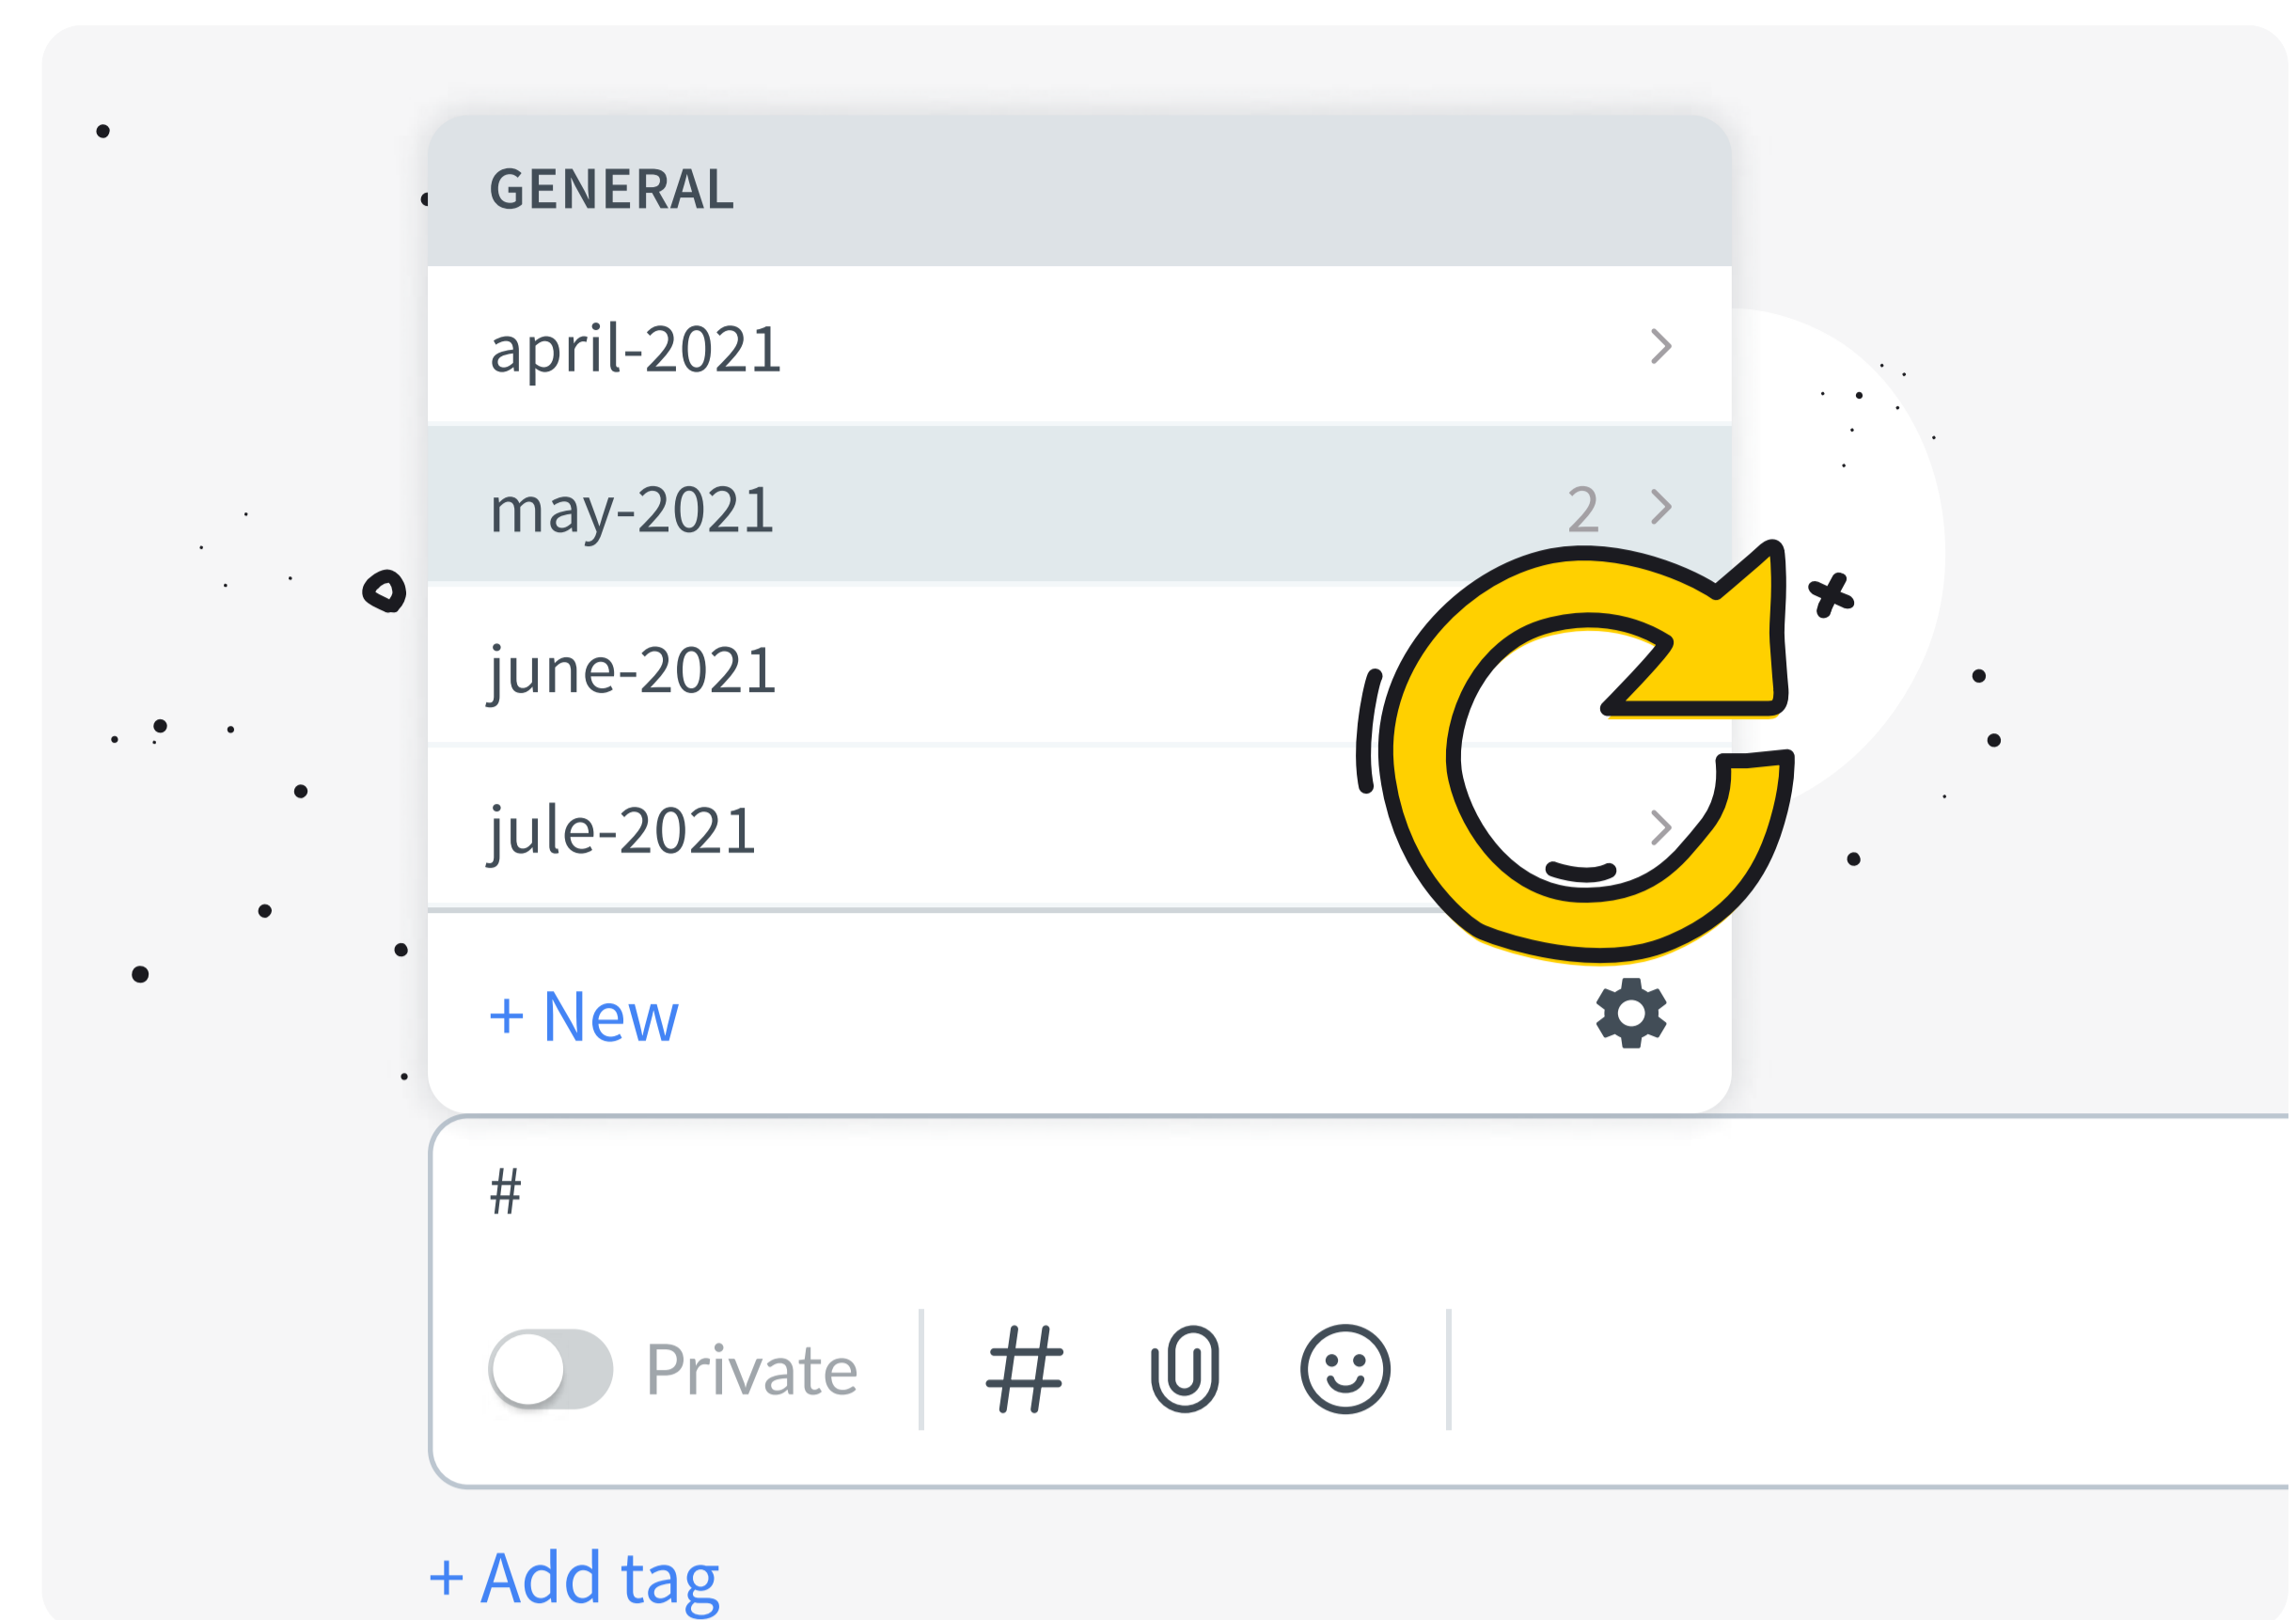 GENERAL
april-2021
may-2021 2
june-2021
jule-2021
+ New
#
Private
+ Add tag